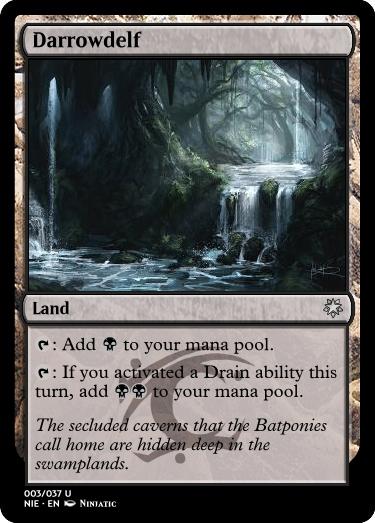 Darrowdelf
Land
: Add to your mana pool.
: If you activated a Drain ability this
turn, add to your mana pool.
The secluded caverns that the Batponies
call home are hidden deep in the
swamplands.
003/037 U
NIE • EN Ninjatic